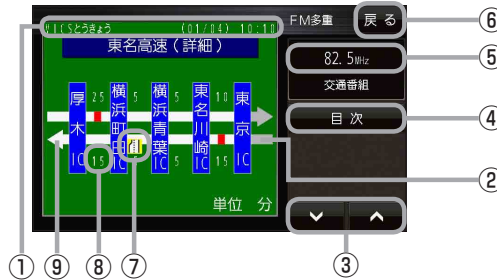 VICSとうきょう (01/04) 10:18
FM多重
戻る
⑥
東名高速(詳細)
82.5MHz
⑤
交通番組
目次
④
厚木IC 25 横浜町田IC 5 横浜青葉IC 5 東名川崎IC 10 東京IC
15 5 5 15
②
単位 分
① ⑨ ⑧ ⑦ ③